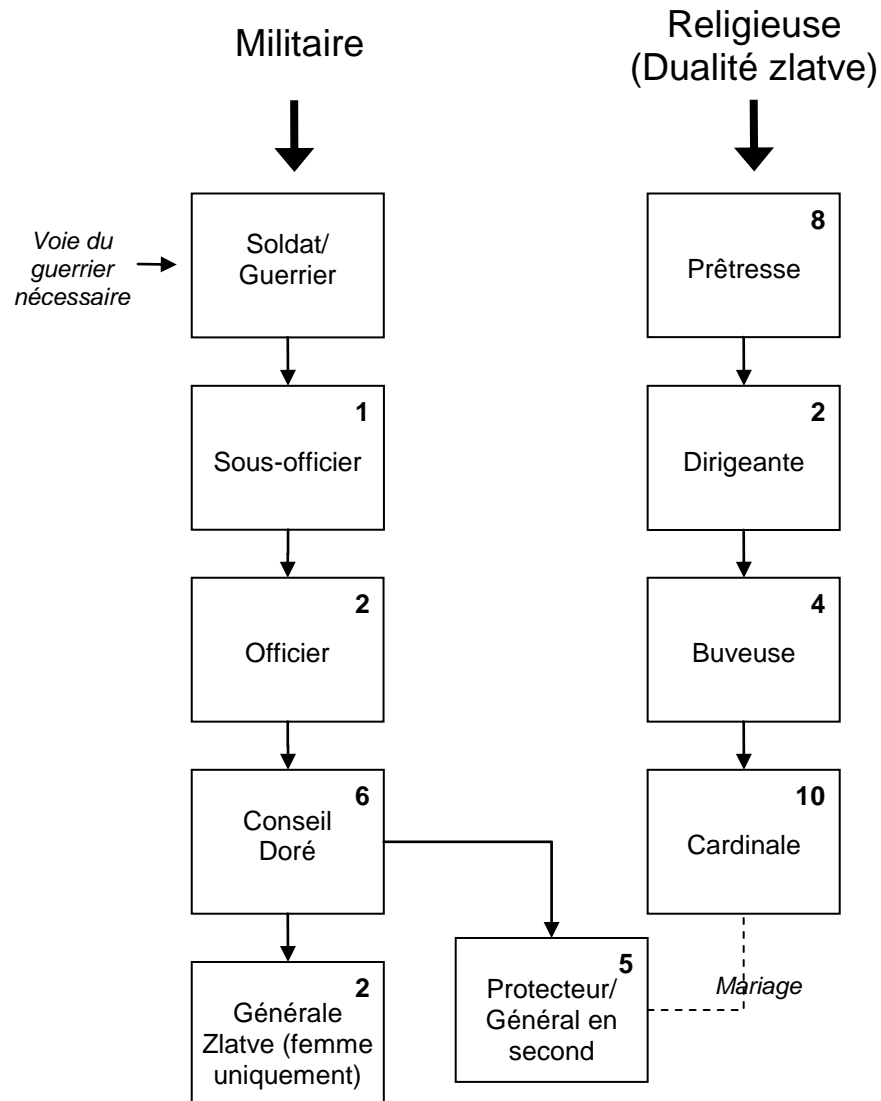 Militaire
Religieuse
(Dualité zlatve)
Voie du
guerrier
nécessaire
Soldat/
Guerrier
8
Prêtresse
1
Sous-officier
2
Dirigeante
2
Officier
4
Buveuse
6
Conseil
Doré
10
Cardinale
2
Générale
Zlatve (femme
uniquement)
5
Protecteur/
Général en
second
Mariage